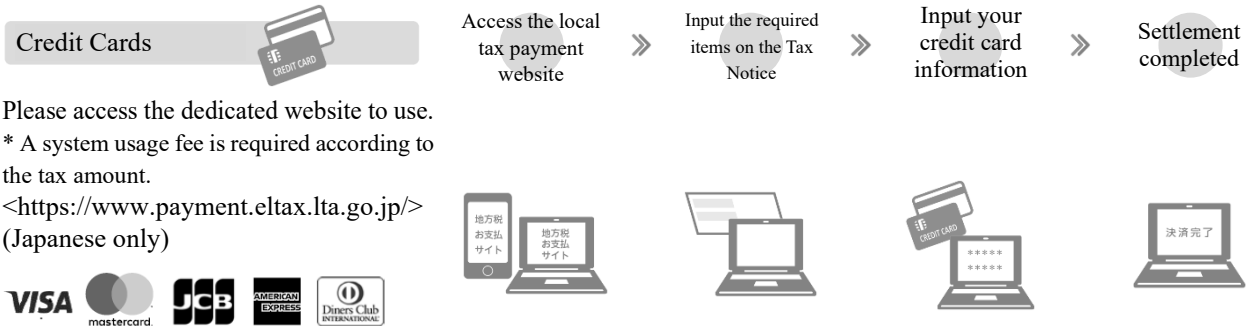 Credit Cards
CREDIT CARD
Please access the dedicated website to use.
* A system usage fee is required according to
the tax amount.
<https://www.payment.eltax.lta.go.jp/>
(Japanese only)
VISA
mastercard.
JCB
AMERICAN
EXPRESS
Diners Club
INTERNATIONAL
Access the local
tax payment
website
Input the required
items on the Tax
Notice
Input your
credit card
information
Settlement
completed
地方税
お支払
サイト
地方税
お支払
サイト
CREDIT CARD
*****
*****
決済完了